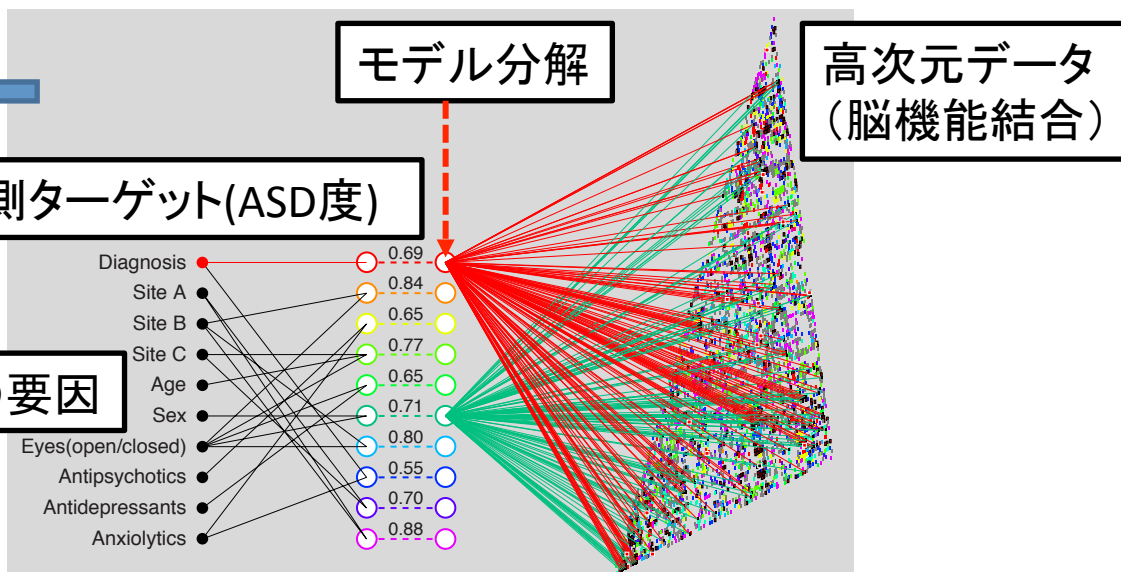 モデル分解
高次元データ
（脳機能結合）
測ターゲット(ASD度)
Diagnosis
Site A
Site B
Site C
Age
Sex
Eyes(open/closed)
Antipsychotics
Antidepressants
Anxiolytics
要因
0.69
0.84
0.65
0.77
0.65
0.71
0.80
0.55
0.70
0.88